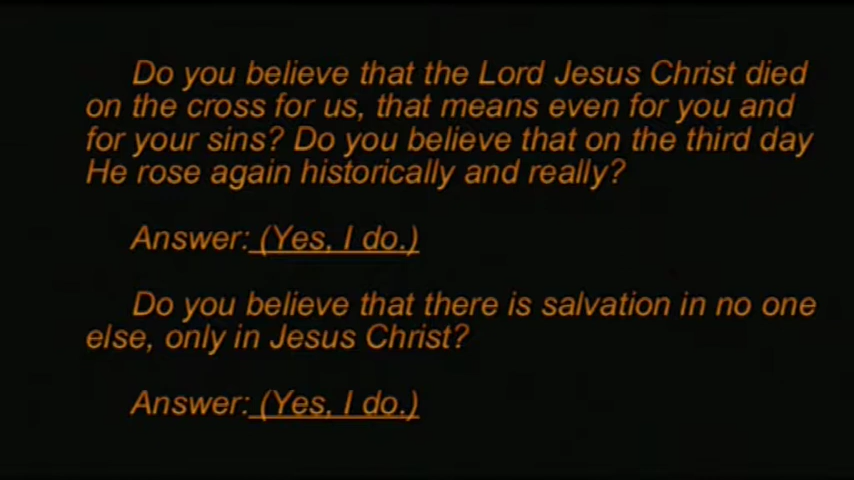 Do you believe that the Lord Jesus Christ died
on the cross for us, that means even for you and
for your sins? Do you believe that on the third day
He rose again historically and really?
Answer: (Yes, I do.)
Do you believe that there is salvation in no one
else, only in Jesus Christ?
Answer: (Yes, I do.)